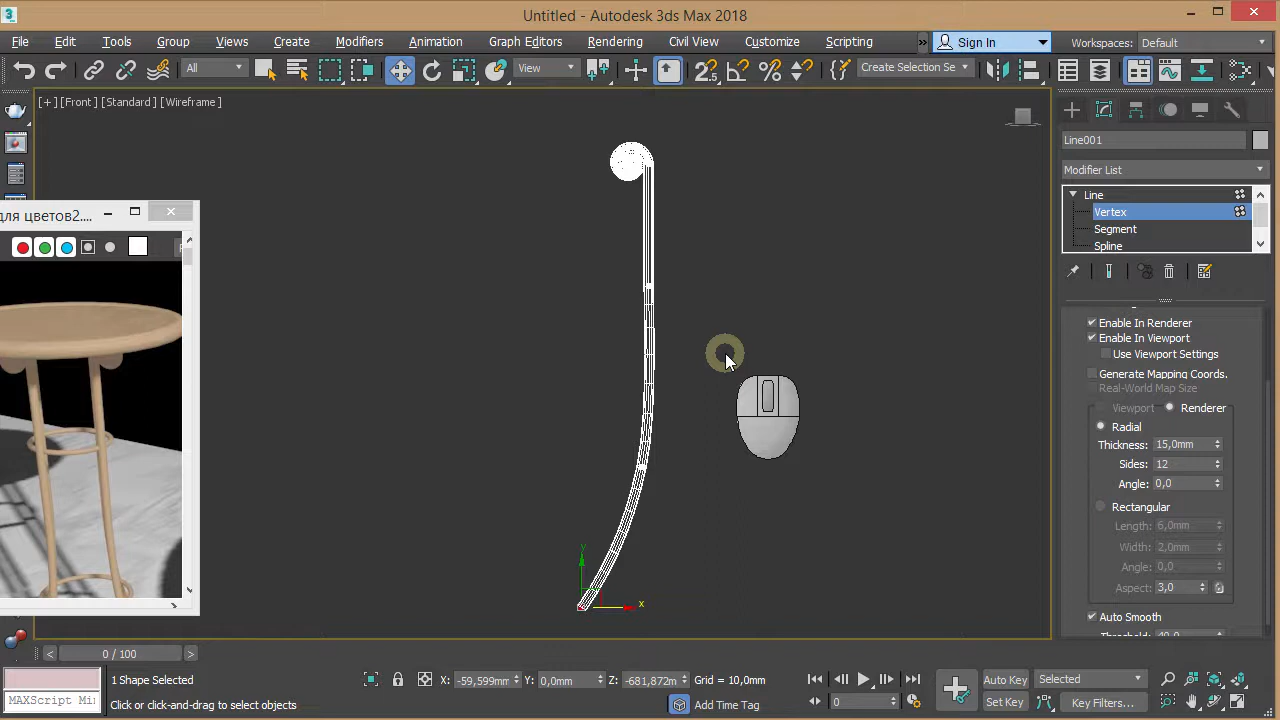 Untitled - Autodesk 3ds Max 2018
File Edit Tools Group Views Create Modifiers Animation Graph Editors Rendering Civil View Customize Scripting » Sign In Workspaces: Default
All View Create Selection Se
[+] [Front] [Standard] [Wireframe]
Line001
Modifier List
Line
Vertex
Segment
Spline
для цветов2....
Enable In Renderer
Enable In Viewport
Use Viewport Settings
Generate Mapping Coords.
Real-World Map Size
Viewport Renderer
Radial
Thickness: 15,0mm
Sides: 12
Angle: 0,0
Rectangular
Length: 6,0mm
Width: 2,0mm
Angle: 0,0
Aspect: 3,0
Auto Smooth
y
x
0 / 100
1 Shape Selected X: -59,599mm Y: 0,0mm Z: -681,872m Grid = 10,0mm Auto Key Selected
MAXScript Mi Click or click-and-drag to select objects Add Time Tag 0 Set Key Key Filters...